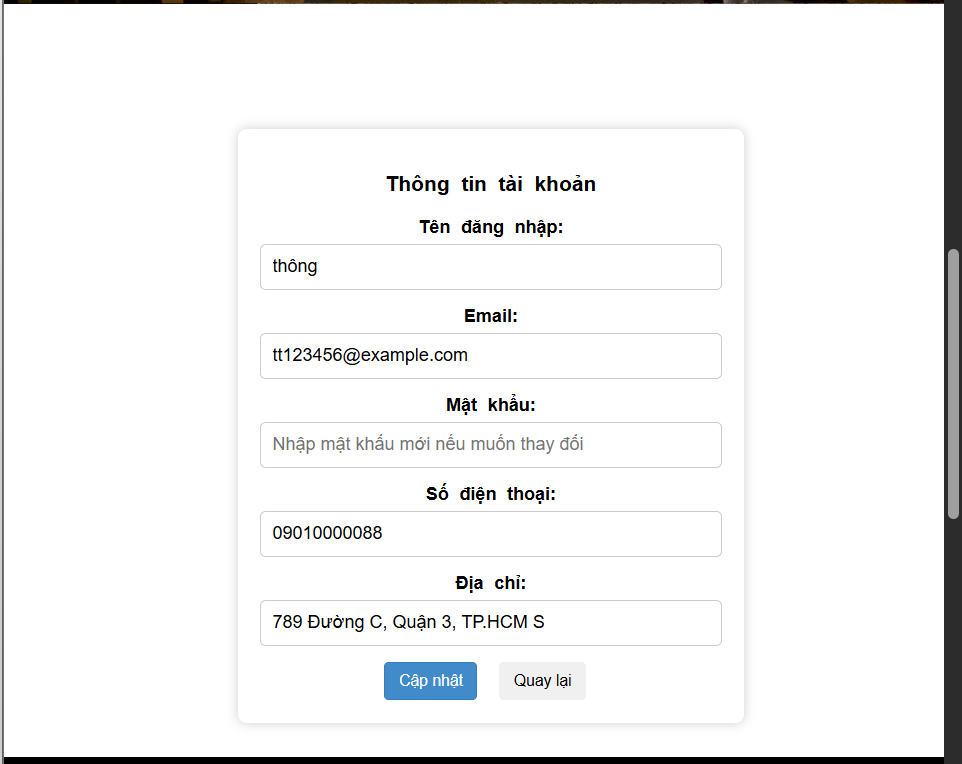 Thông tin tài khoản
Tên đăng nhập:
thông
Email:
tt123456@example.com
Mật khẩu:
Nhập mật khẩu mới nếu muốn thay đổi
Số điện thoại:
09010000088
Địa chỉ:
789 Đường C, Quận 3, TP.HCM S
Cập nhật Quay lại